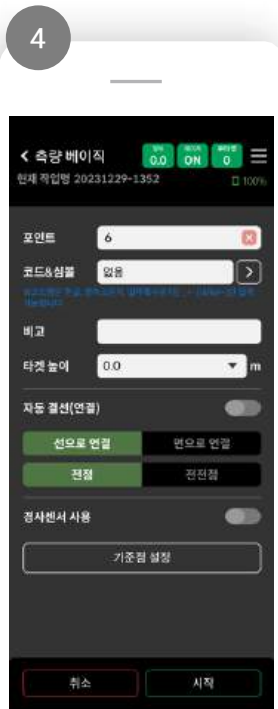 4
< 측량 베이직
0.0 ON 0
현재 작업명 20231229-1352 100%
포인트 6
코드&심볼 없음
비고
타겟 높이 0.0 m
자동 결선(연결)
선으로 연결 면으로 연결
전점 전전점
경사센서 사용
기준점 설정
취소 시작